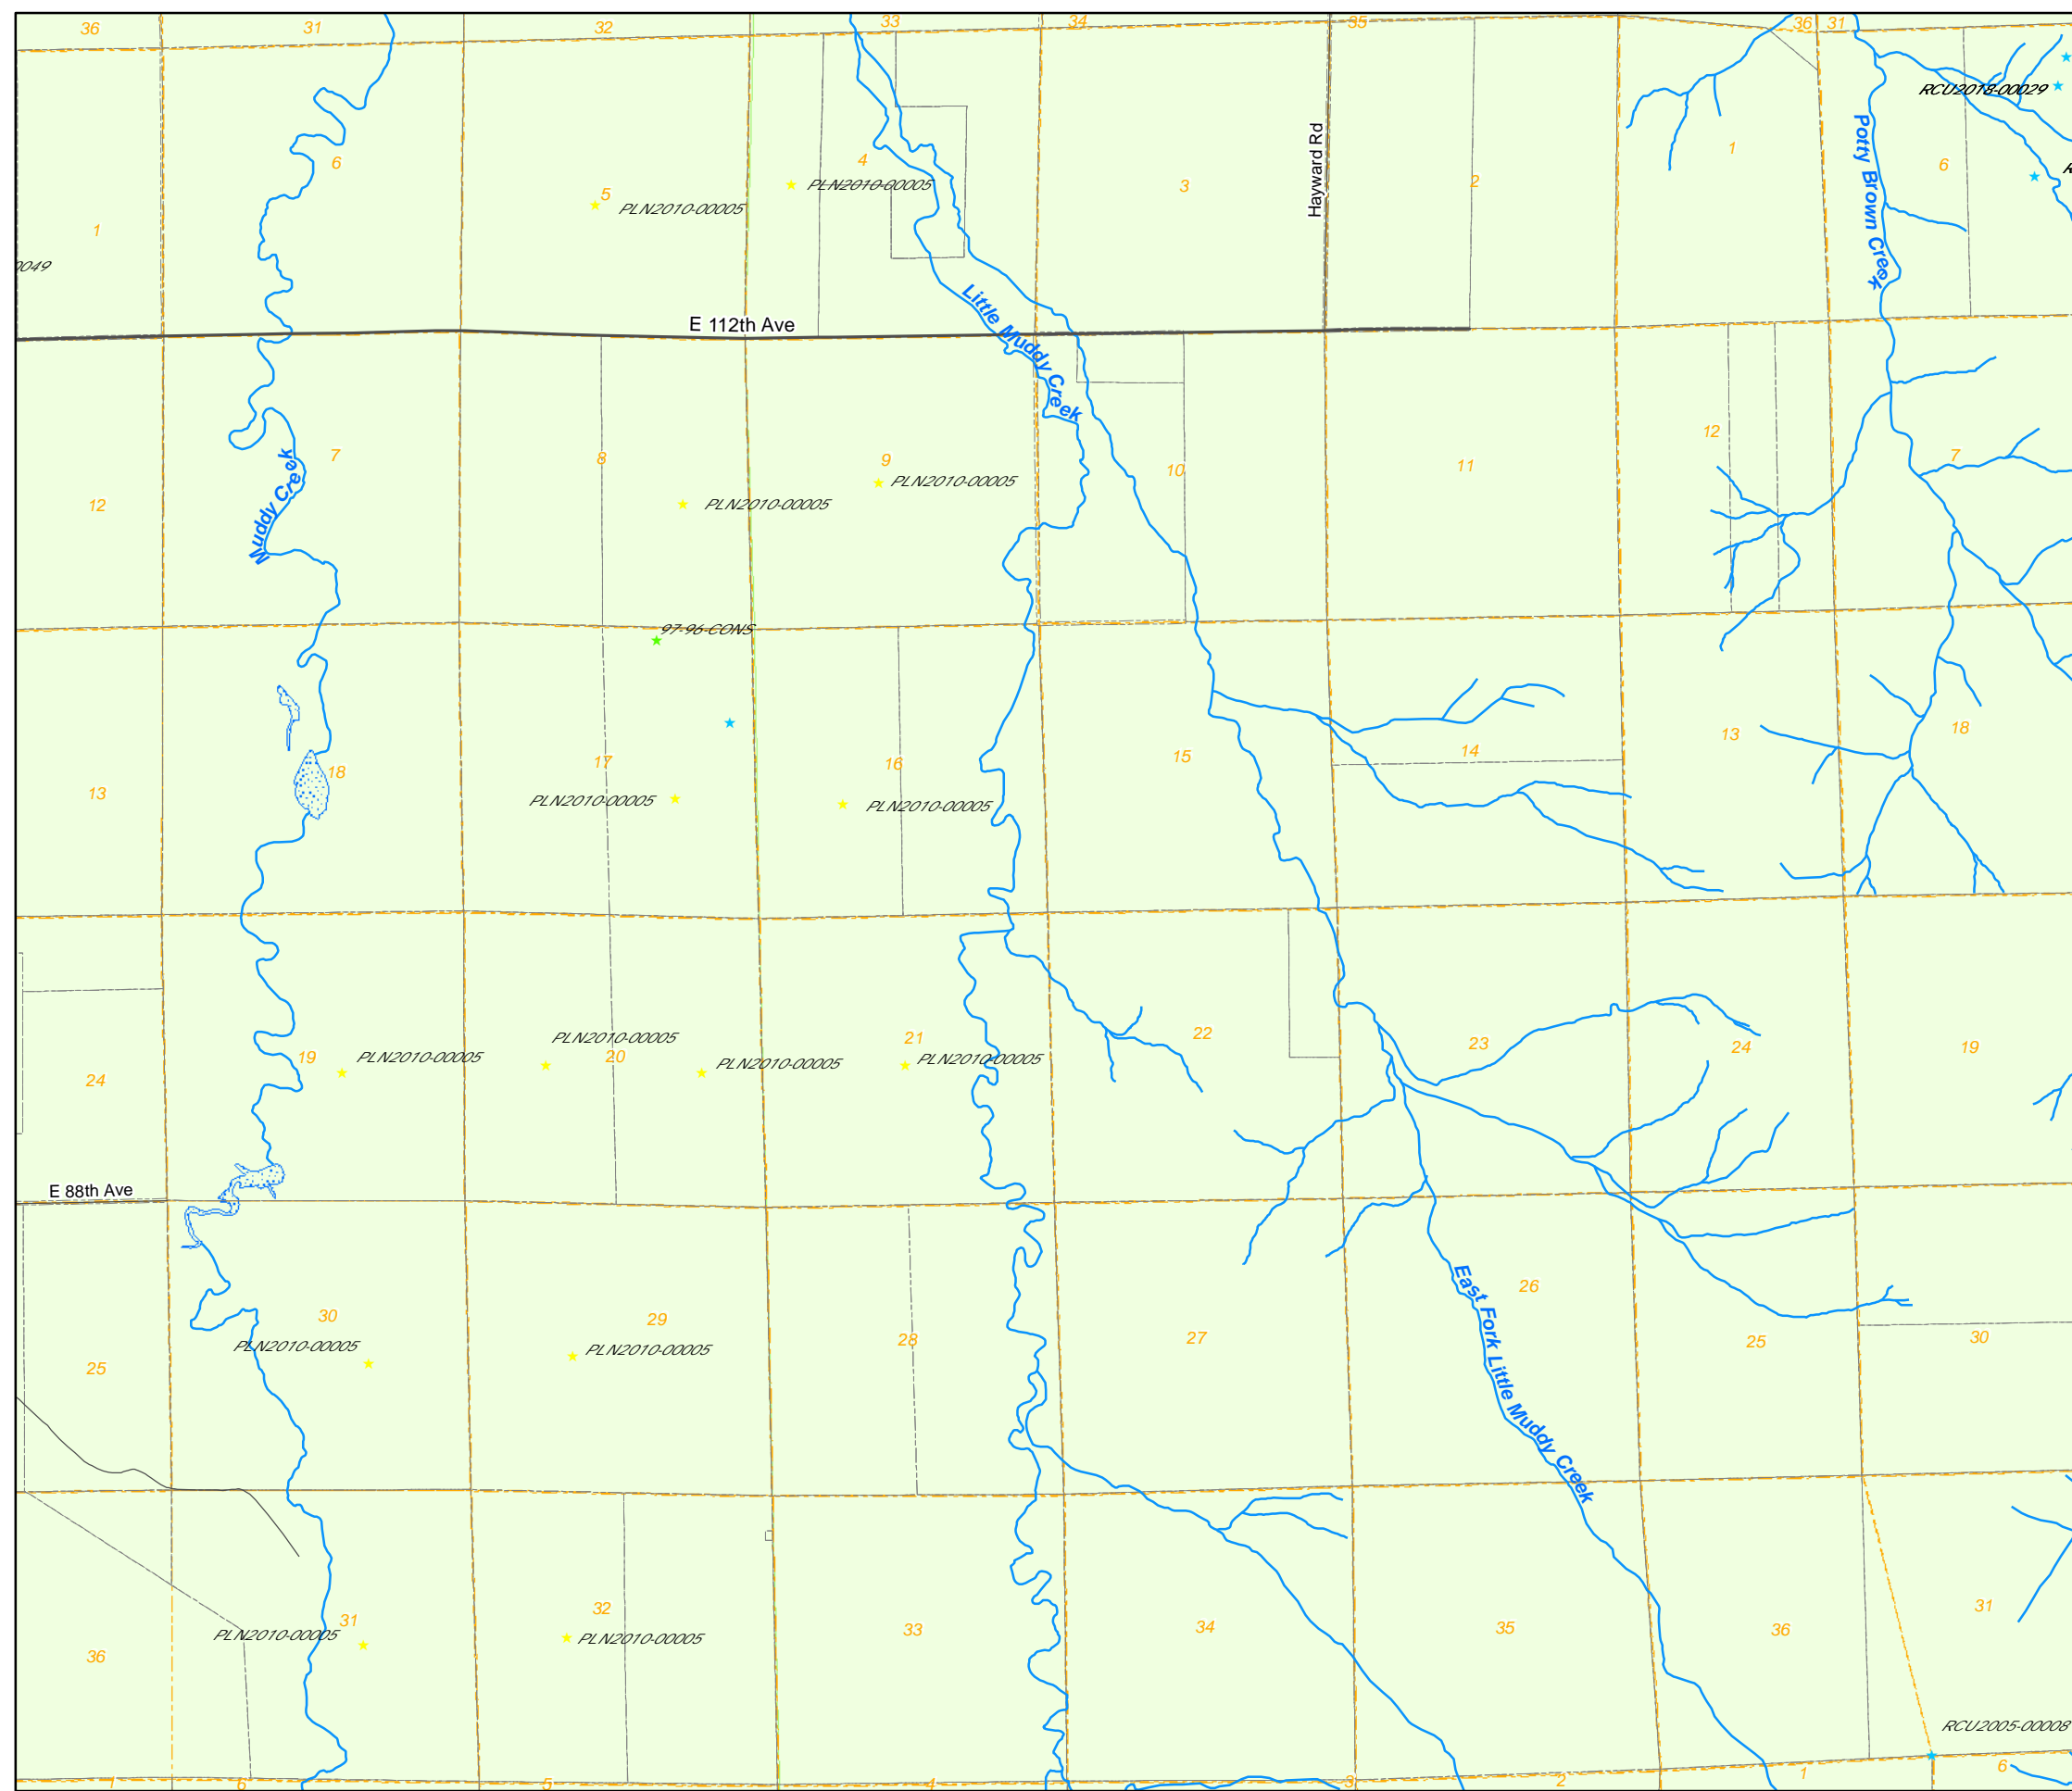 36
31
32
33
34
35
36
31
RCU2018-00029
6
4
3
2
1
6
Hayward Rd
Potty Brown Creek
5
PLN2010-00005
PLN2010-00005
1
0049
E 112th Ave
Little Muddy Creek
7
8
9
10
11
12
7
12
Muddy Creek
PLN2010-00005
PLN2010-00005
97-96-CONS
13
18
17
16
15
14
13
18
PLN2010-00005
PLN2010-00005
PLN2010-00005
24
19
PLN2010-00005
20
PLN2010-00005
21
PLN2010-00005
22
23
24
19
E 88th Ave
East Fork Little Muddy Creek
25
30
29
28
27
26
25
30
PLN2010-00005
PLN2010-00005
36
31
32
33
34
35
36
31
PLN2010-00005
PLN2010-00005
RCU2005-00008
1
6
5
4
3
2
1
6